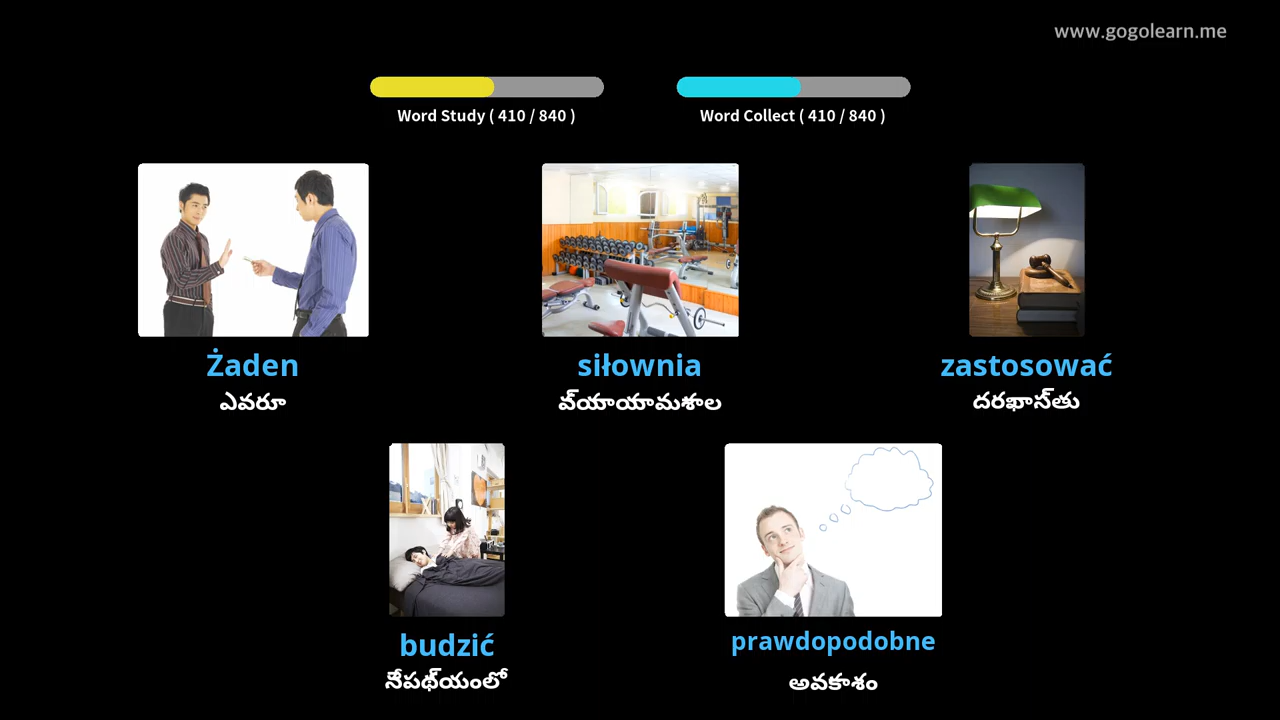 www.gogolearn.me
Word Study ( 410 / 840 )
Word Collect ( 410 / 840 )
Żaden
ఎవరూ
siłownia
వ్యాయామశాల
zastosować
దరఖాస్తు
budzić
నేపథ్యంలో
prawdopodobne
అవకాశం